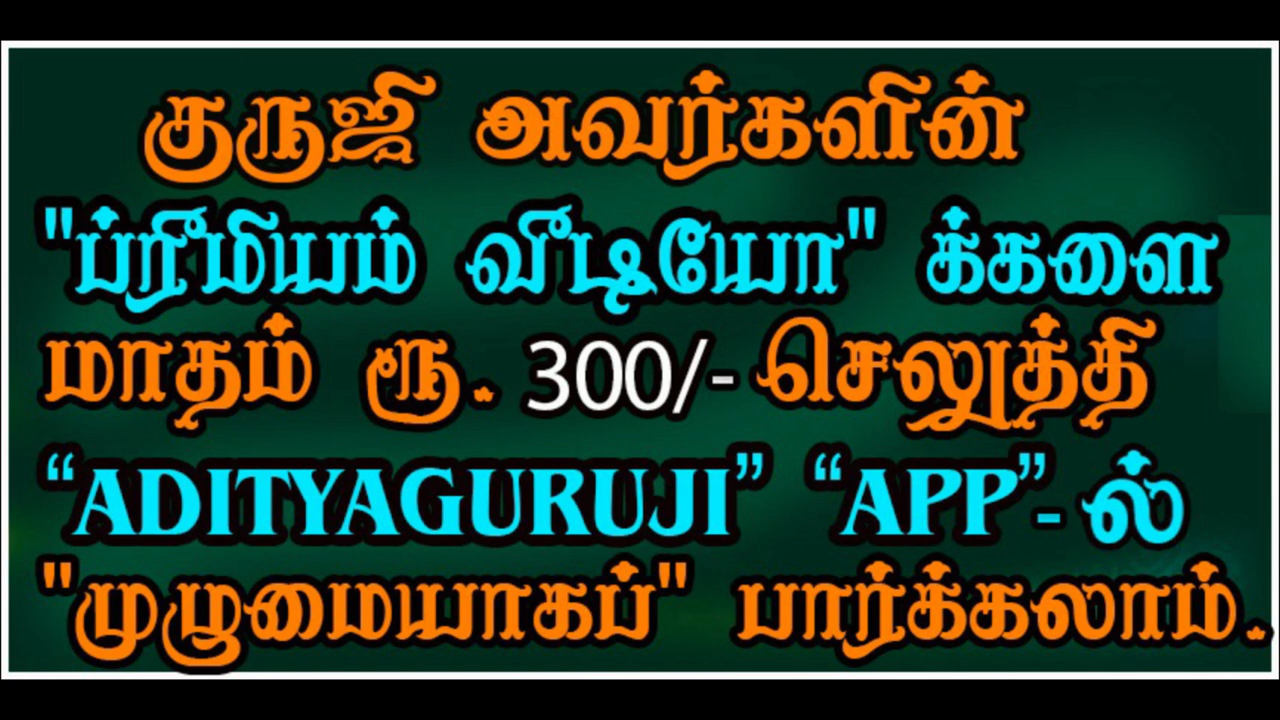 குருஜி அவர்களின்
"ப்ரீமியம் வீடியோ" க்களை
மாதம் ரூ. 300/- செலுத்தி
“ADITYAGURUJI” “APP”- ல்
"முழுமையாகப்" பார்க்கலாம்.